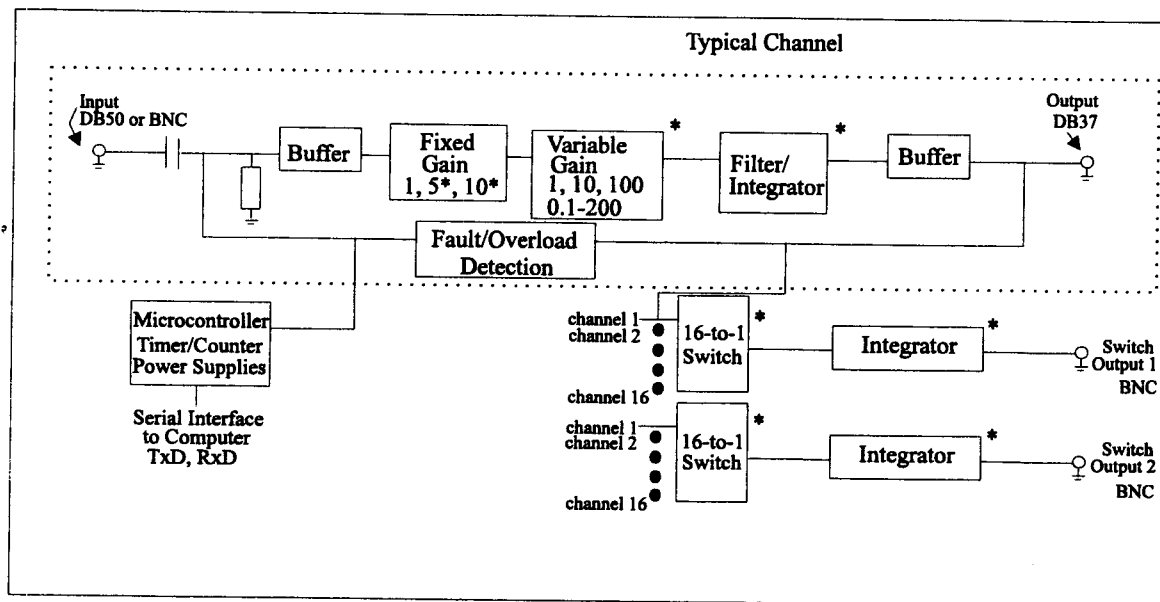 Typical Channel
Input
DB50 or BNC
Output
DB37
Buffer
Fixed
Gain
1, 5*, 10*
Variable
Gain
1, 10, 100
0.1-200
*
Filter/
Integrator
*
Buffer
Fault/Overload
Detection
Microcontroller
Timer/Counter
Power Supplies
Serial Interface
to Computer
TxD, RxD
channel 1
channel 2
channel 16
16-to-1
Switch
*
Integrator
*
Switch
Output 1
BNC
channel 1
channel 2
channel 16
16-to-1
Switch
*
Integrator
*
Switch
Output 2
BNC